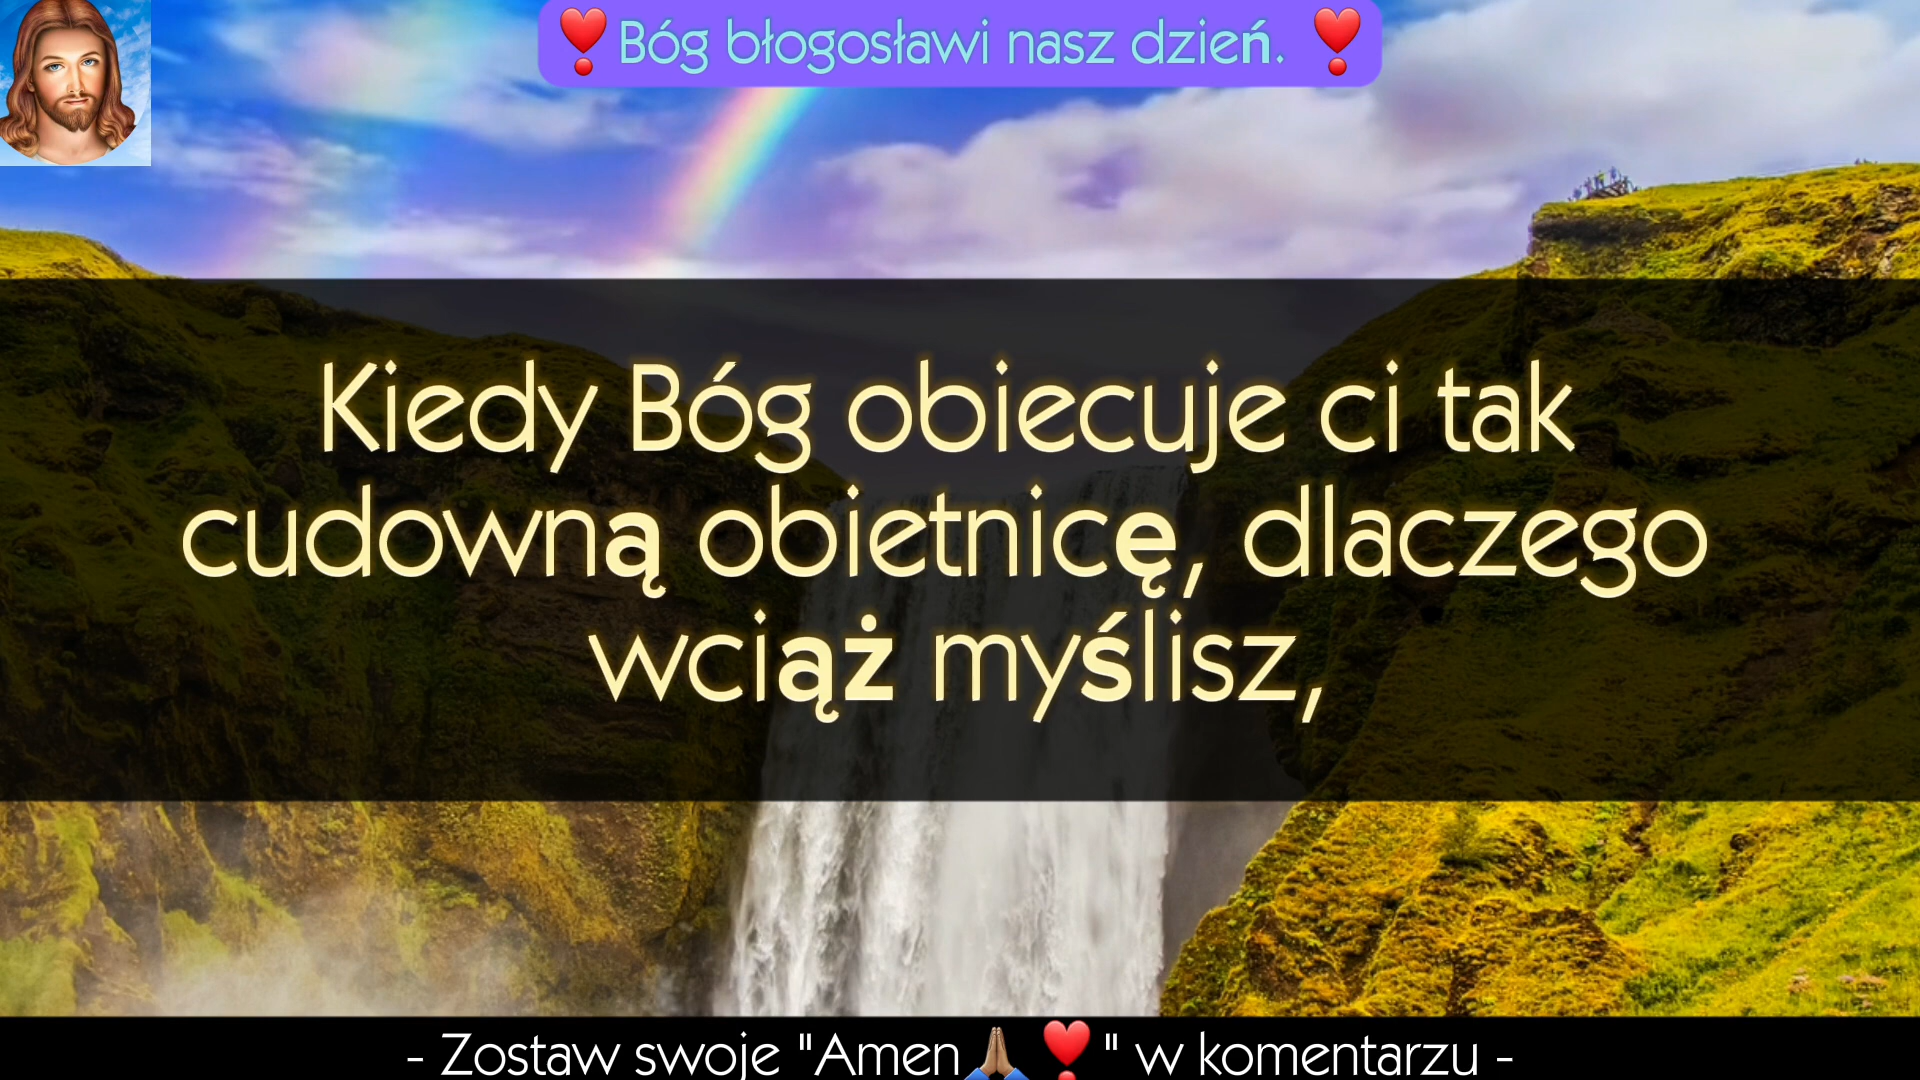 ❣️Bóg błogosławi nasz dzień. ❣️
Kiedy Bóg obiecuje ci tak
cudowną obietnicę, dlaczego
wciąż myślisz,
- Zostaw swoje "Amen🙏🏽❣️" w komentarzu -